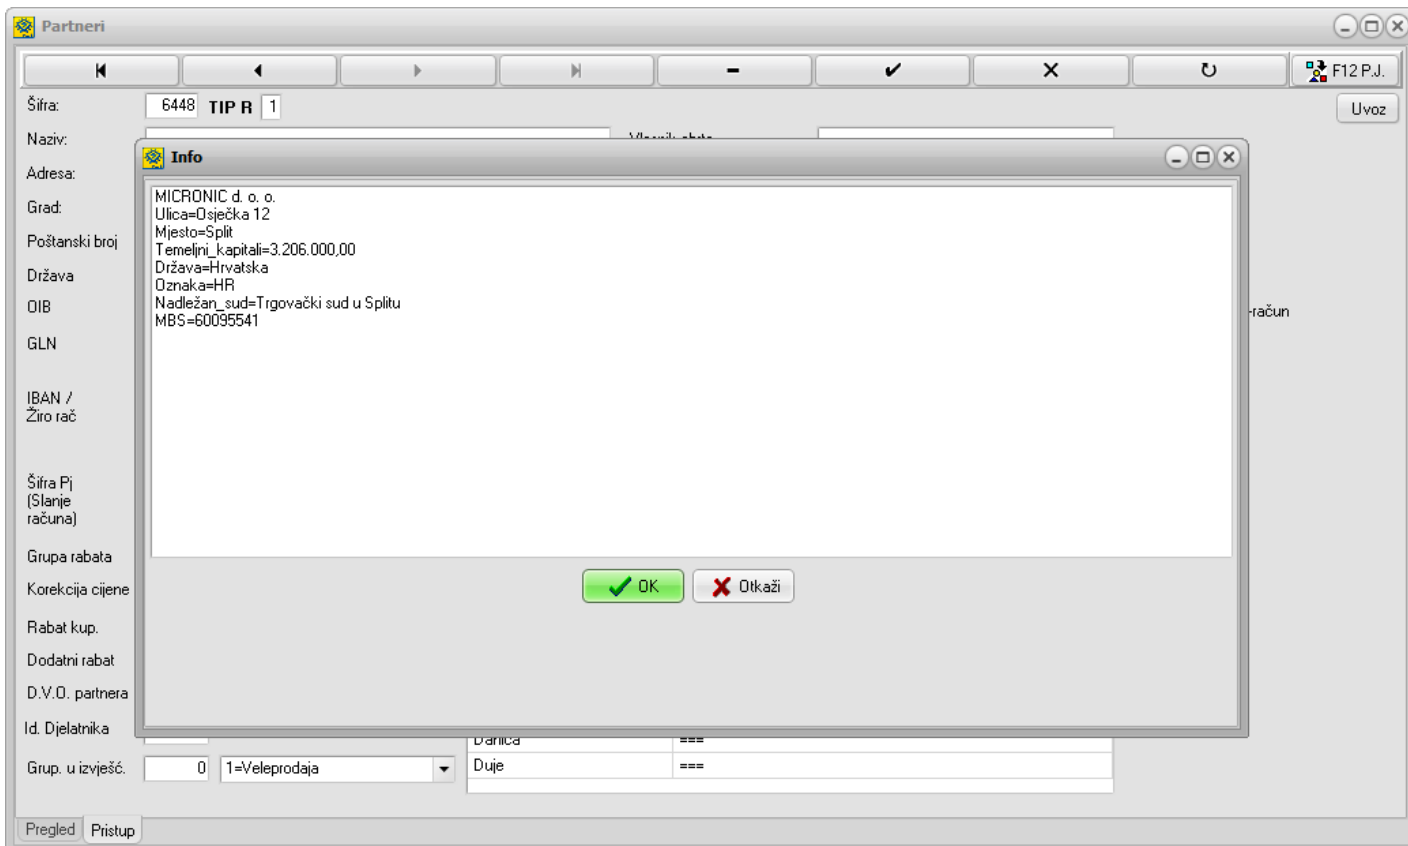 Partneri
F12 P.J.
Šifra: 6448 TIP R 1
Uvoz
Naziv:
Info
Adresa:
Grad:
Poštanski broj
Država
OIB
GLN
IBAN /
Žiro rač
Šifra Pj
(Slanje
računa)
Grupa rabata
Korekcija cijene
Rabat kup.
Dodatni rabat
D.V.O. partnera
Id. Djelatnika
MICRONIC d. o. o.
Ulica=Osječka 12
Mjesto=Split
Temeljni_kapitali=3.206.000,00
Država=Hrvatska
Oznaka=HR
Nadležan_sud=Trgovački sud u Splitu
MBS=60095541
-račun
OK Otkaži
Danica ===
Grup. u izvješć. 0 1=Veleprodaja
Duje ===
Pregled Pristup